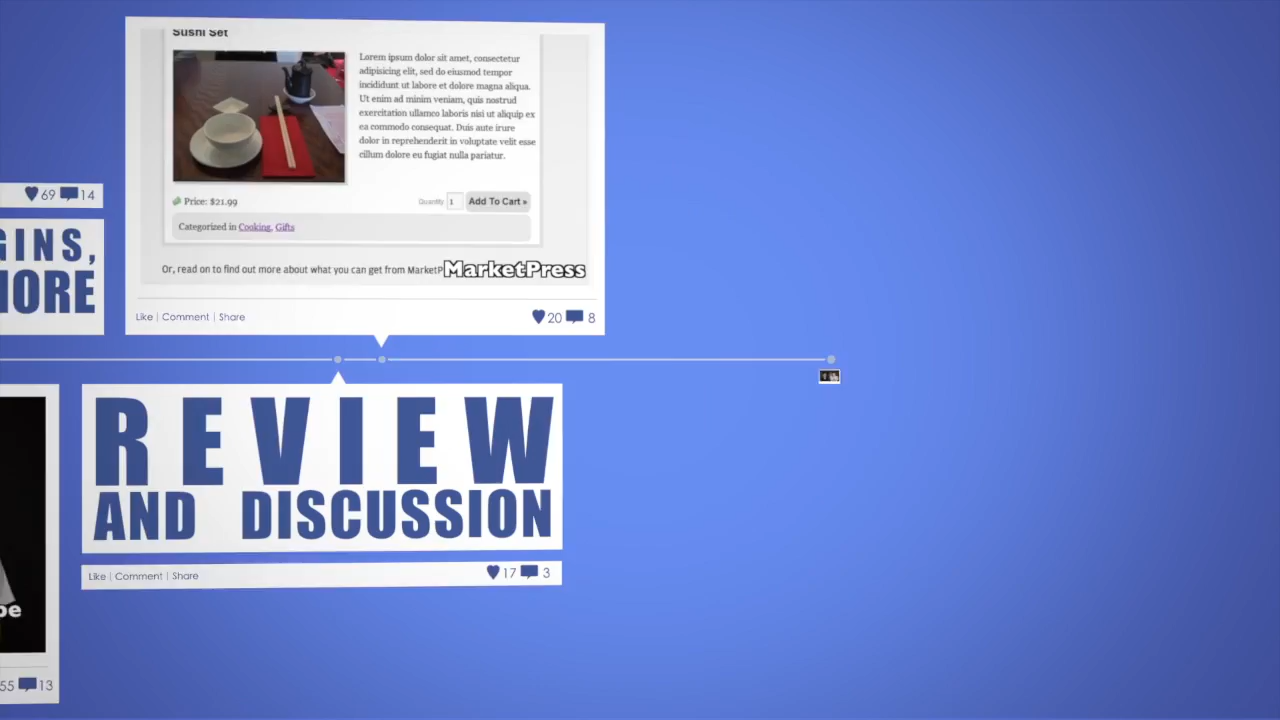 Sushi Set
Lorem ipsum dolor sit amet, consectetur
adipisicing elit, sed do eiusmod tempor
incididunt ut labore et dolore magna aliqua.
Ut enim ad minim veniam, quis nostrud
exercitation ullamco laboris nisi ut aliquip ex
ea commodo consequat. Duis aute irure
dolor in reprehenderit in voluptate velit esse
cillum dolore eu fugiat nulla pariatur.
Price: $21.99
Quantity 1 Add To Cart »
Categorized in Cooking, Gifts
Or, read on to find out more about what you can get from MarketP
MarketPress
Like | Comment | Share
20 8
69 14
GINS,
MORE
REVIEW
AND DISCUSSION
Like | Comment | Share
17 3
be
55 13